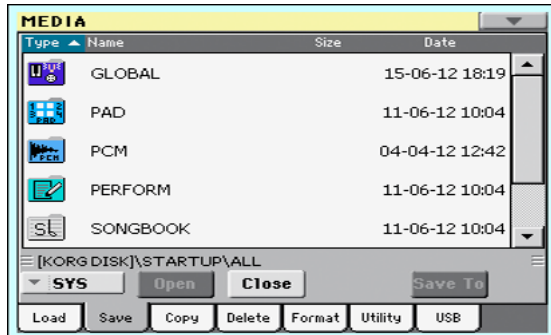 MEDIA
Type Name Size Date
GLOBAL 15-06-12 18:19
PAD 11-06-12 10:04
PCM 04-04-12 12:42
PERFORM 11-06-12 10:04
SONGBOOK 11-06-12 10:04
[KORG DISK]\STARTUP\ALL
SYS Open Close Save To
Load Save Copy Delete Format Utility USB